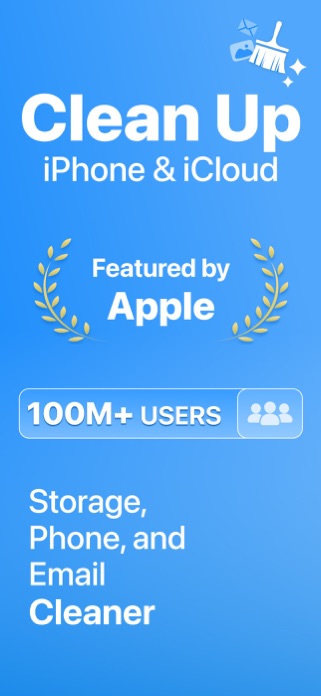 Clean Up
iPhone & iCloud
Featured by
Apple
100M+ USERS
Storage,
Phone, and
Email
Cleaner